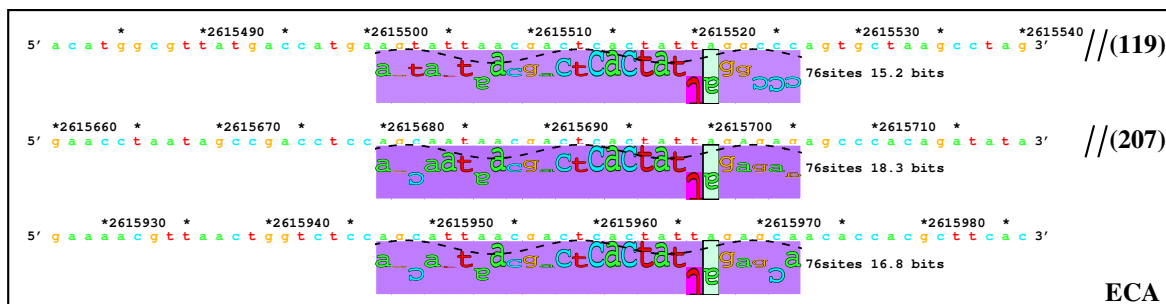 * *2615490 * *2615500 * *2615510 * *2615520 * *2615530 * *2615540
5' a c a t g g c g t t a t g a c c a t g a a g t a t t a a c g a c t c a c t a t t a g g c c c a g t g c t a a g c c t a g 3' //(119)
76sites 15.2 bits
*2615660 * *2615670 * *2615680 * *2615690 * *2615700 * *2615710 *
5' g a a c c t a a t a g c c g a c c t c c a g c a a t a c g a c t c a c t a t t a g a g a g a g c c c a c a g a t a t a 3' //(207)
76sites 18.3 bits
*2615930 * *2615940 * *2615950 * *2615960 * *2615970 * *2615980 *
5' g a a a a c g t t a a c t g g t c t c c a g c a t t a a c g a c t c a c t a t t a g a g c a a c a c c a g c t t c a c 3'
76sites 16.8 bits
ECA